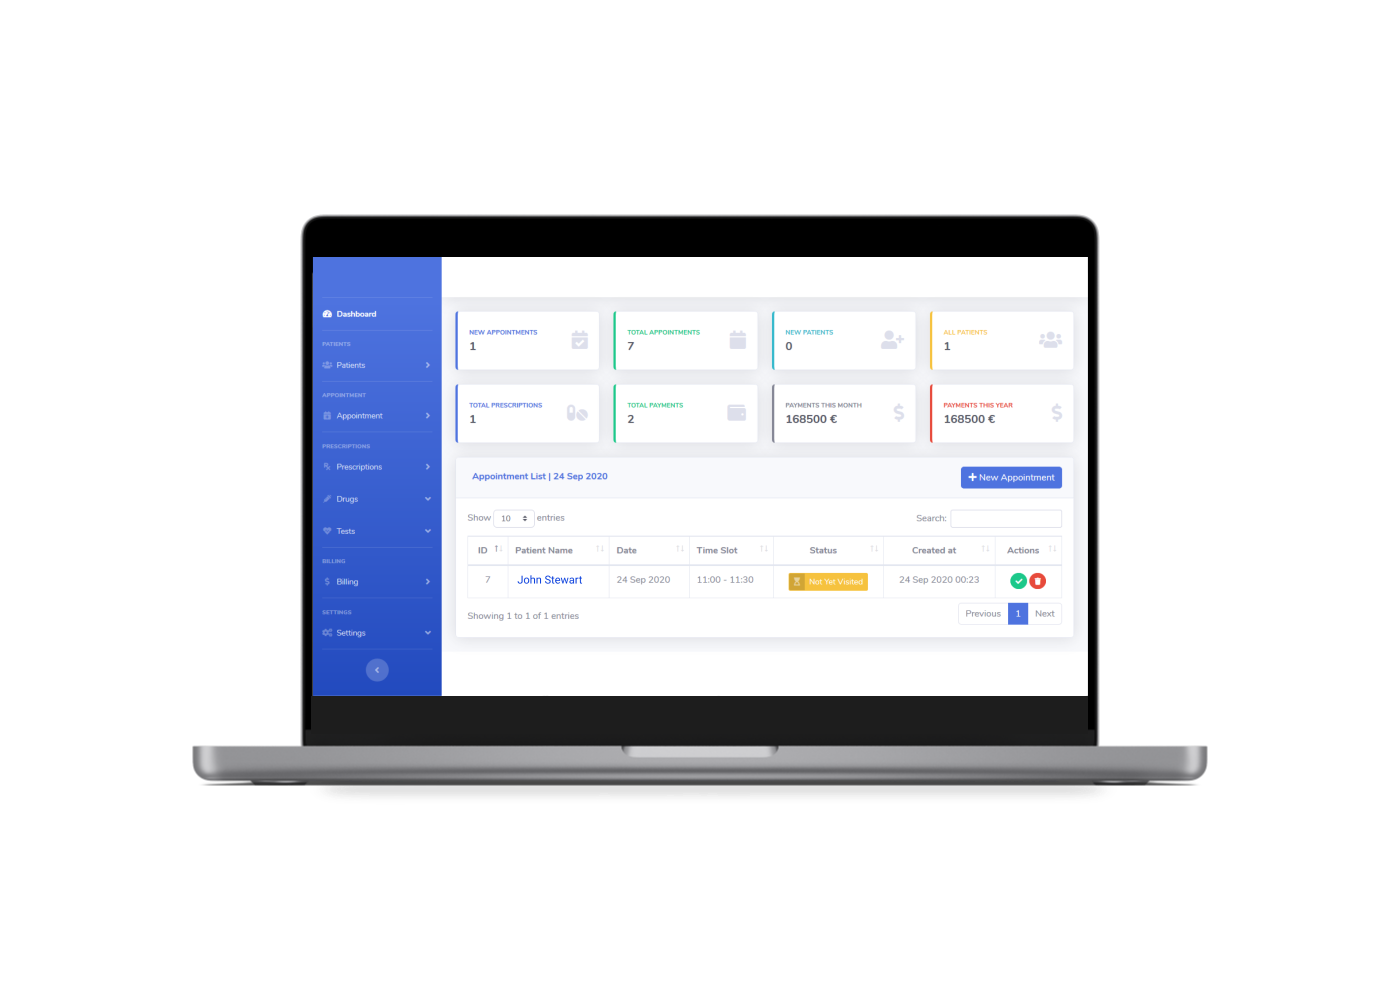 Dashboard
PATIENTS
Patients
APPOINTMENT
Appointment
PRESCRIPTIONS
Prescriptions
Drugs
Tests
BILLING
Billing
SETTINGS
Settings
NEW APPOINTMENTS
1
TOTAL APPOINTMENTS
7
NEW PATIENTS
0
ALL PATIENTS
1
TOTAL PRESCRIPTIONS
1
TOTAL PAYMENTS
2
PAYMENTS THIS MONTH
168500 €
PAYMENTS THIS YEAR
168500 €
Appointment List | 24 Sep 2020
New Appointment
Show 10 entries
Search:
ID Patient Name Date Time Slot Status Created at Actions
7 John Stewart 24 Sep 2020 11:00 - 11:30 Not Yet Visited 24 Sep 2020 00:23
Showing 1 to 1 of 1 entries
Previous 1 Next